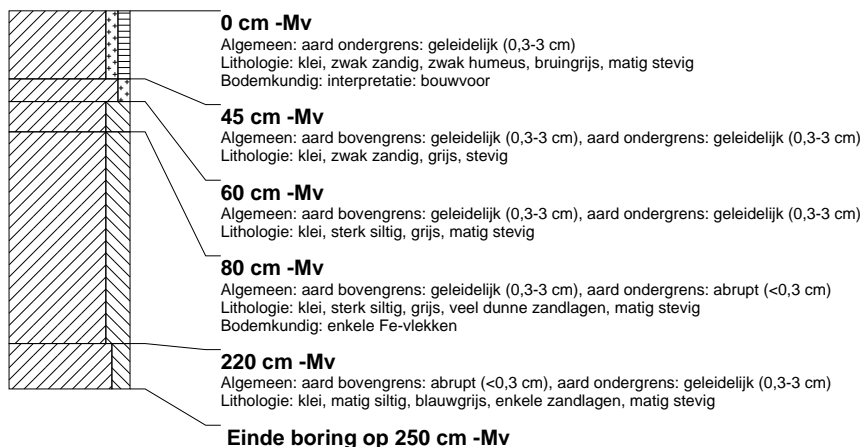 0 cm -Mv
Algemeen: aard ondergrens: geleidelijk (0,3-3 cm)
Lithologie: klei, zwak zandig, zwak humeus, bruingrijs, matig stevig
Bodemkundig: interpretatie: bouwvoor
45 cm -Mv
Algemeen: aard bovengrens: geleidelijk (0,3-3 cm), aard ondergrens: geleidelijk (0,3-3 cm)
Lithologie: klei, zwak zandig, grijs, stevig
60 cm -Mv
Algemeen: aard bovengrens: geleidelijk (0,3-3 cm), aard ondergrens: geleidelijk (0,3-3 cm)
Lithologie: klei, sterk siltig, grijs, matig stevig
80 cm -Mv
Algemeen: aard bovengrens: geleidelijk (0,3-3 cm), aard ondergrens: abrupt (<0,3 cm)
Lithologie: klei, sterk siltig, grijs, veel dunne zandlagen, matig stevig
Bodemkundig: enkele Fe-vlekken
220 cm -Mv
Algemeen: aard bovengrens: abrupt (<0,3 cm), aard ondergrens: geleidelijk (0,3-3 cm)
Lithologie: klei, matig siltig, blauwgrijs, enkele zandlagen, matig stevig
Einde boring op 250 cm -Mv